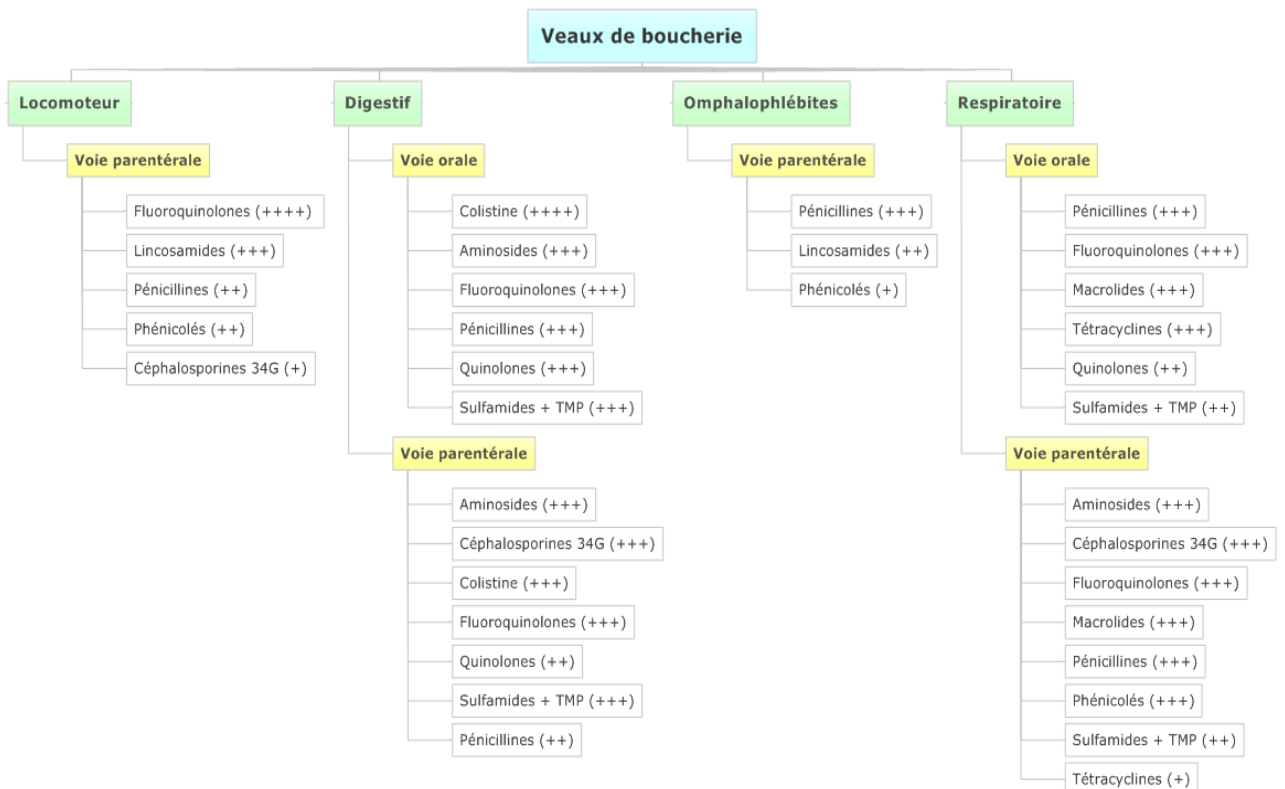 Veaux de boucherie
Locomoteur
Voie parentérale
Fluoroquinolones (++++)
Lincosamides (+++)
Pénicillines (++)
Phénicolés (++)
Céphalosporines 34G (+)
Digestif
Voie orale
Colistine (++++)
Aminosides (+++)
Fluoroquinolones (+++)
Pénicillines (+++)
Quinolones (+++)
Sulfamides + TMP (+++)
Voie parentérale
Aminosides (+++)
Céphalosporines 34G (+++)
Colistine (+++)
Fluoroquinolones (+++)
Quinolones (++)
Sulfamides + TMP (+++)
Pénicillines (++)
Omphalophlébites
Voie parentérale
Pénicillines (+++)
Lincosamides (++)
Phénicolés (+)
Respiratoire
Voie orale
Pénicillines (+++)
Fluoroquinolones (+++)
Macrolides (+++)
Tétracyclines (+++)
Quinolones (++)
Sulfamides + TMP (++)
Voie parentérale
Aminosides (+++)
Céphalosporines 34G (+++)
Fluoroquinolones (+++)
Macrolides (+++)
Pénicillines (+++)
Phénicolés (+++)
Sulfamides + TMP (++)
Tétracyclines (+)